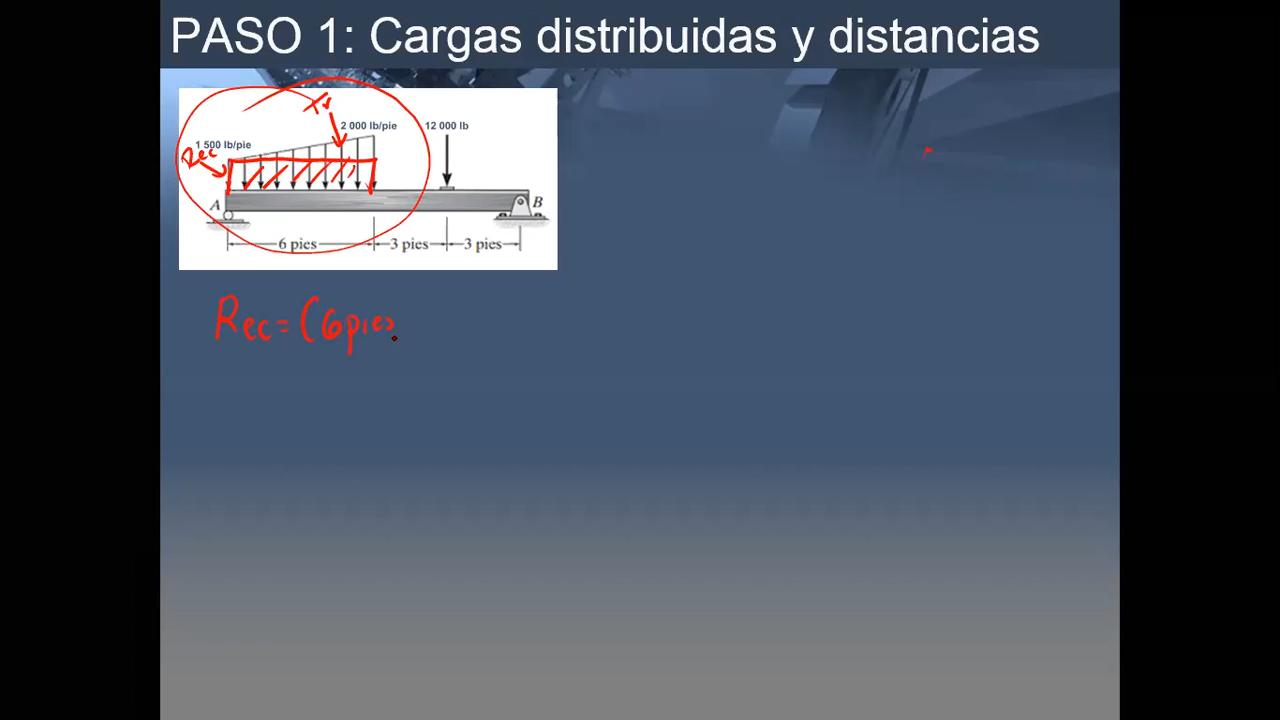 PASO 1: Cargas distribuidas y distancias
2 000 lb/pie
12 000 lb
1 500 lb/pie
Rec
A
B
6 pies
3 pies
3 pies
Rec = (6pies